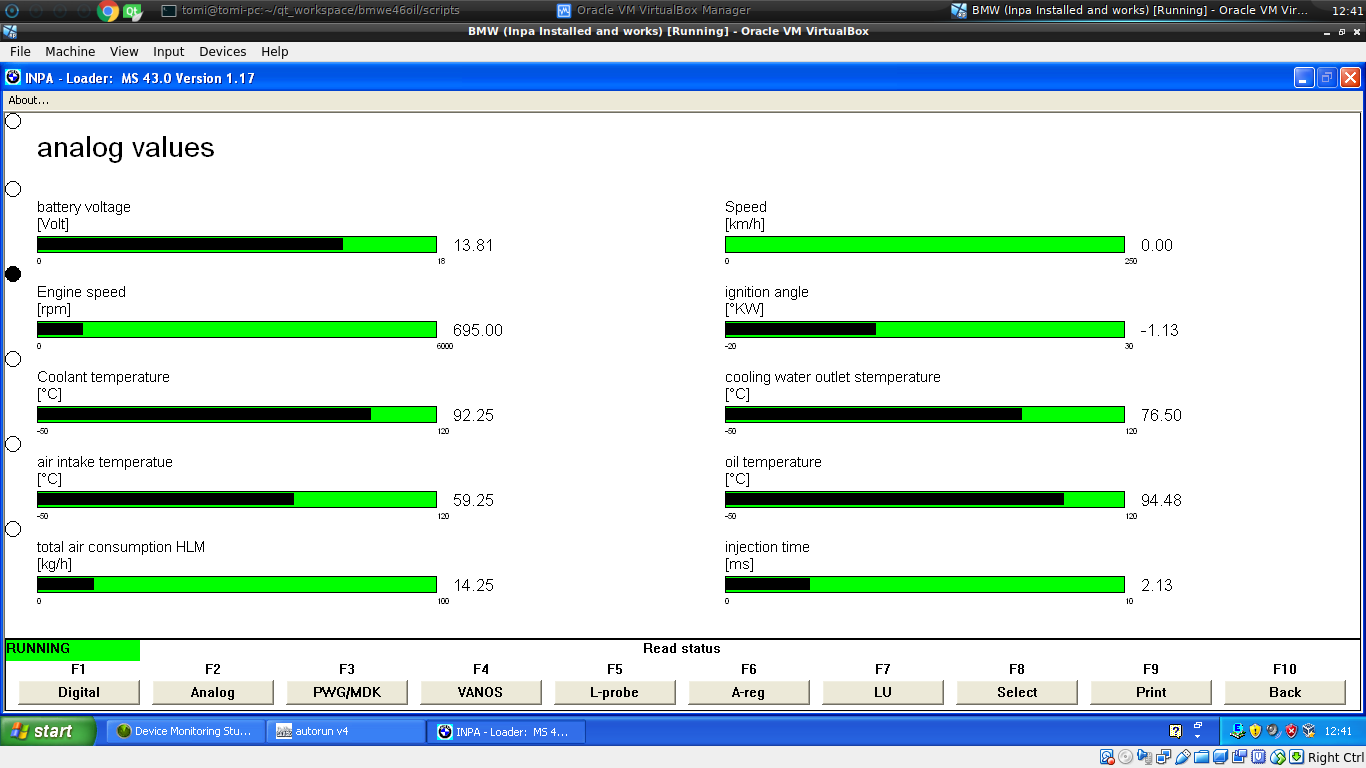 tomi@tomi-pc:~/qt_workspace/bmwe46oil/scripts
Oracle VM VirtualBox Manager
BMW (Inpa Installed and works) [Running] - Oracle VM Vir...
12:41
BMW (Inpa Installed and works) [Running] - Oracle VM VirtualBox
File Machine View Input Devices Help
INPA - Loader: MS 43.0 Version 1.17
About...
analog values
battery voltage
[Volt]
13.81
0 18
Speed
[km/h]
0.00
0 250
Engine speed
[rpm]
695.00
0 6000
ignition angle
[°KW]
-1.13
-20 30
Coolant temperature
[°C]
92.25
-50 120
cooling water outlet stemperature
[°C]
76.50
-50 120
air intake temperatue
[°C]
59.25
-50 120
oil temperature
[°C]
94.48
-50 120
total air consumption HLM
[kg/h]
14.25
0 100
injection time
[ms]
2.13
0 10
RUNNING
Read status
F1 F2 F3 F4 F5 F6 F7 F8 F9 F10
Digital Analog PWG/MDK VANOS L-probe A-reg LU Select Print Back
start
Device Monitoring Stu...
autorun v4
INPA - Loader: MS 4...
12:41
Right Ctrl